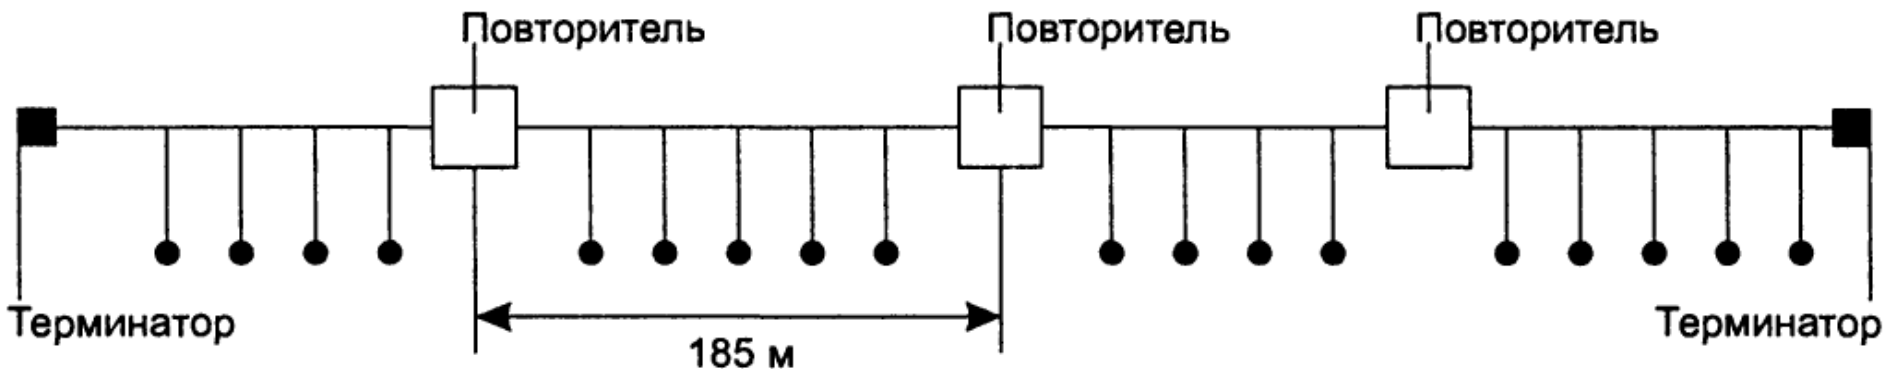 Повторитель
Повторитель
Повторитель
Терминатор
Терминатор
185 м